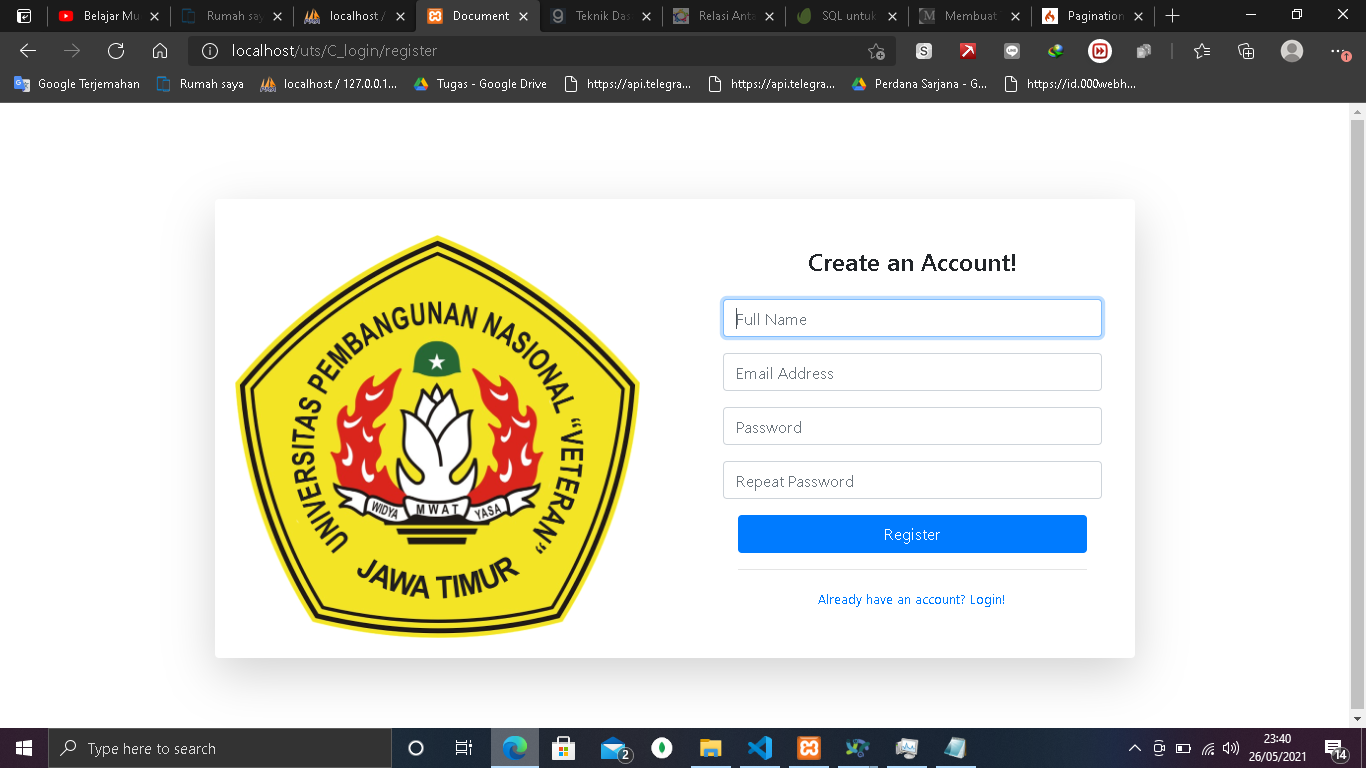 Belajar Mu
Rumah say
localhost /
Document
Teknik Das
Relasi Anta
SQL untuk
Membuat
Pagination
localhost/uts/C_login/register
Google Terjemahan
Rumah saya
localhost / 127.0.0.1...
Tugas - Google Drive
https://api.telegra...
https://api.telegra...
Perdana Sarjana - G...
https://id.000webh...
UNIVERSITAS PEMBANGUNAN NASIONAL "VETERAN"
WIDYA MWAT YASA
JAWA TIMUR
Create an Account!
Full Name
Email Address
Password
Repeat Password
Register
Already have an account? Login!
Type here to search
2
23:40
26/05/2021
14